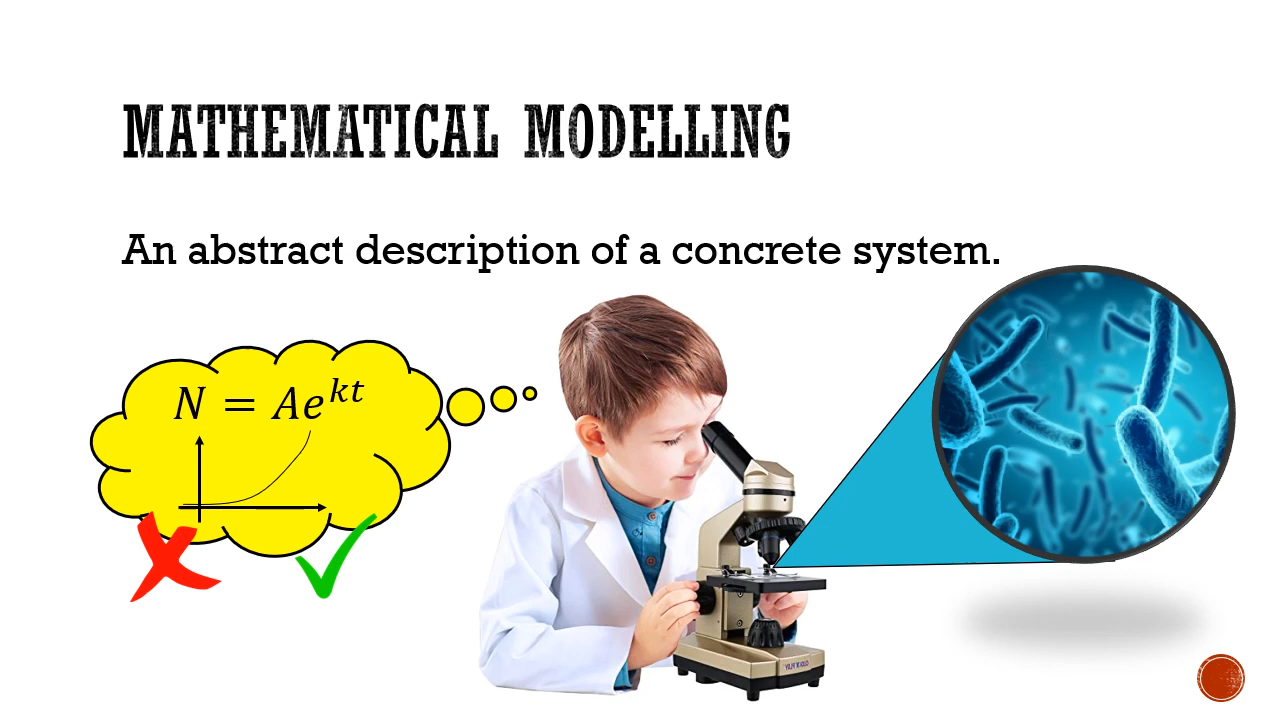 MATHEMATICAL MODELLING
An abstract description of a concrete system.
N = Ae^{kt}